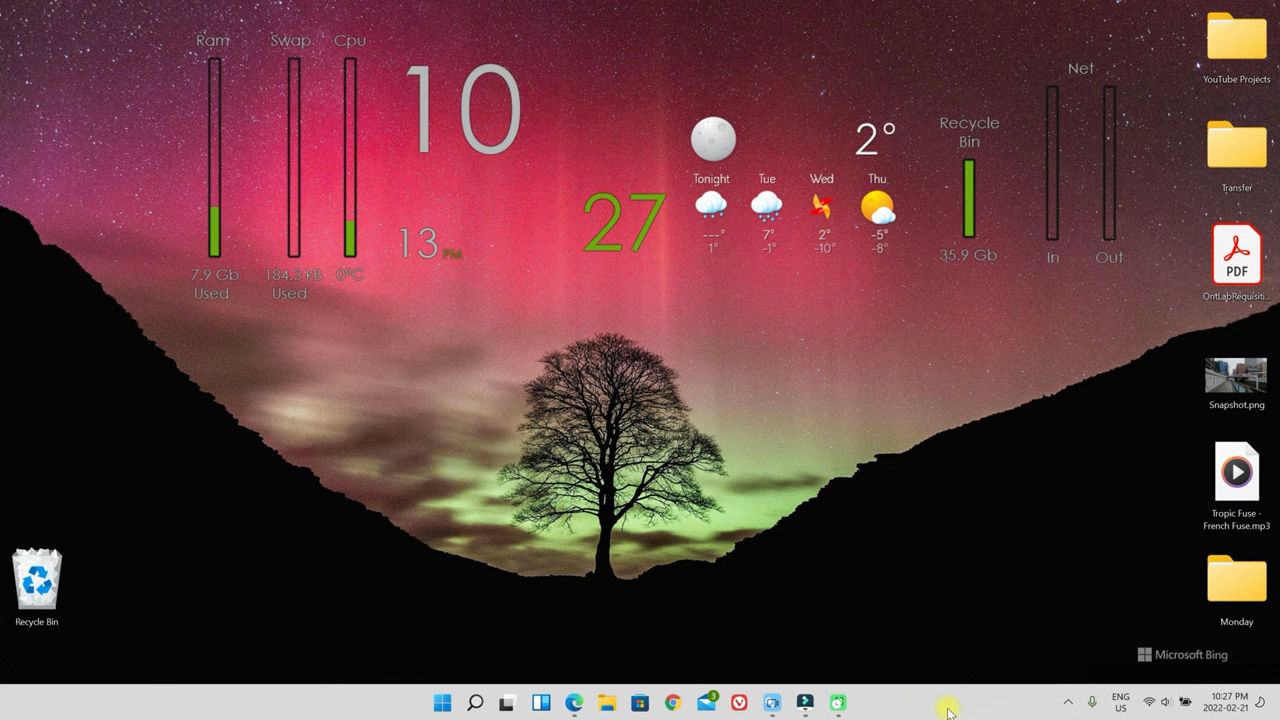 Ram
Swap
Cpu
10
27
13
PM
7.9 Gb
Used
184.3 kB
Used
0°C
2°
Tonight
Tue
Wed
Thu
---°
1°
7°
-1°
2°
-10°
-5°
-8°
Recycle
Bin
35.9 Gb
Net
In
Out
YouTube Projects
Transfer
PDF
OntLabRequisiti...
Snapshot.png
Tropic Fuse -
French Fuse.mp3
Monday
Recycle Bin
Microsoft Bing
3
ENG
US
10:27 PM
2022-02-21